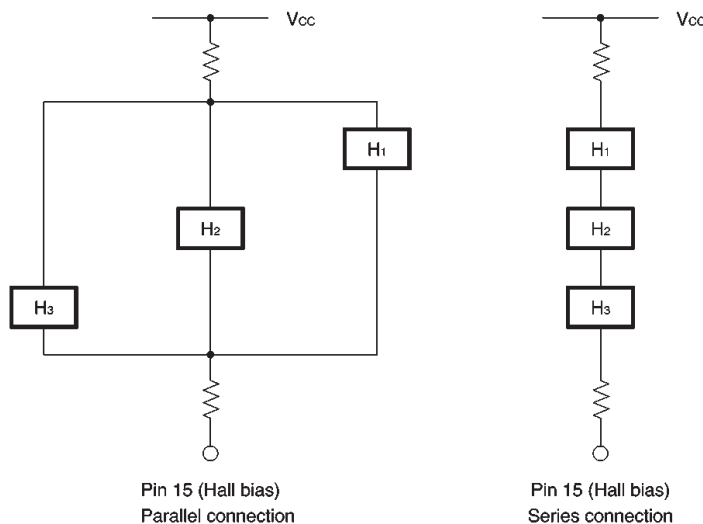 Vcc
Vcc
H1
H1
H2
H2
H3
H3
Pin 15 (Hall bias)
Parallel connection
Pin 15 (Hall bias)
Series connection